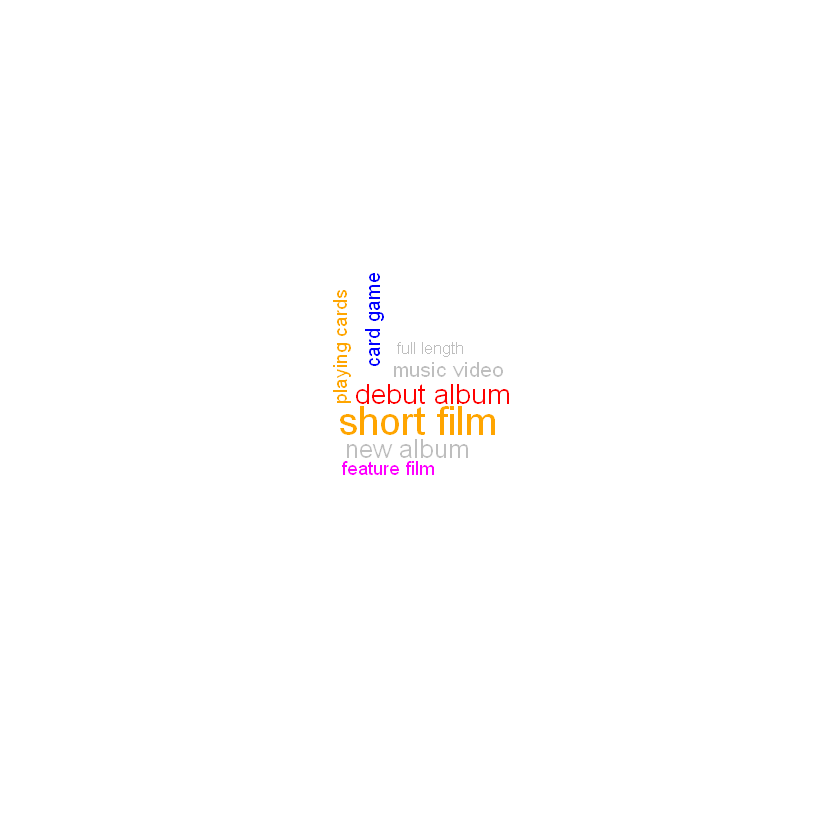 playing cards
card game
full length
music video
debut album
short film
new album
feature film